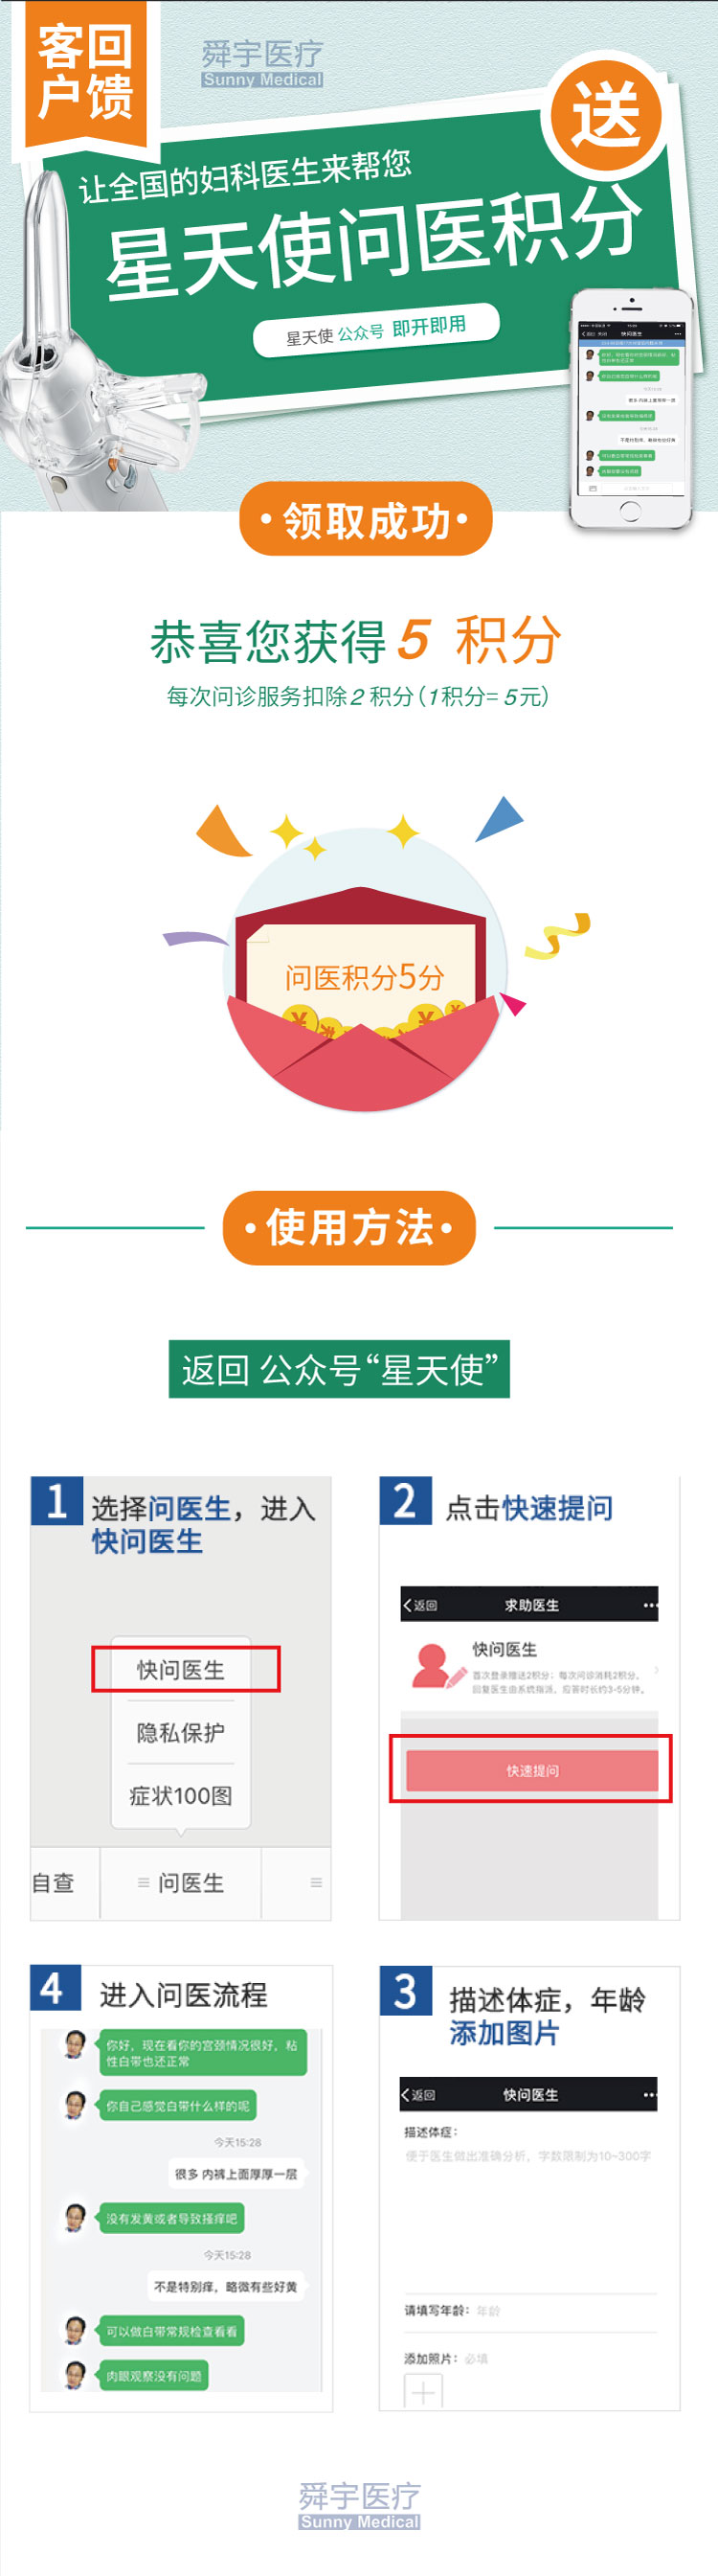 客回
户馈
舜宇医疗
Sunny Medical
送
让全国的妇科医生来帮您
星天使问医积分
星天使 公众号 即开即用
快问医生
•领取成功•
恭喜您获得 5 积分
每次问诊服务扣除2 积分(1积分= 5元)
问医积分5分
•使用方法•
返回 公众号“星天使”
1 选择问医生，进入
快问医生
快问医生
隐私保护
症状100图
自查
问医生
2 点击快速提问
返回 求助医生
快问医生
首次登录赠送2积分；每次问诊消耗2积分，
回复医生由系统指派，应答时长约3-5分钟。
快速提问
4 进入问医流程
你好，现在看你的宫颈情况很好，粘
性白带也还正常
你自己感觉白带什么样的呢
今天15:28
很多 内裤上面厚厚一层
没有发黄或者导致搔痒吧
今天15:28
不是特别痒，略微有些好黄
可以做白带常规检查看看
肉眼观察没有问题
3 描述体症，年龄
添加图片
返回 快问医生
描述体症：
便于医生做出准确分析，字数限制为10~300字
请填写年龄：年龄
添加照片：必填
舜宇医疗
Sunny Medical